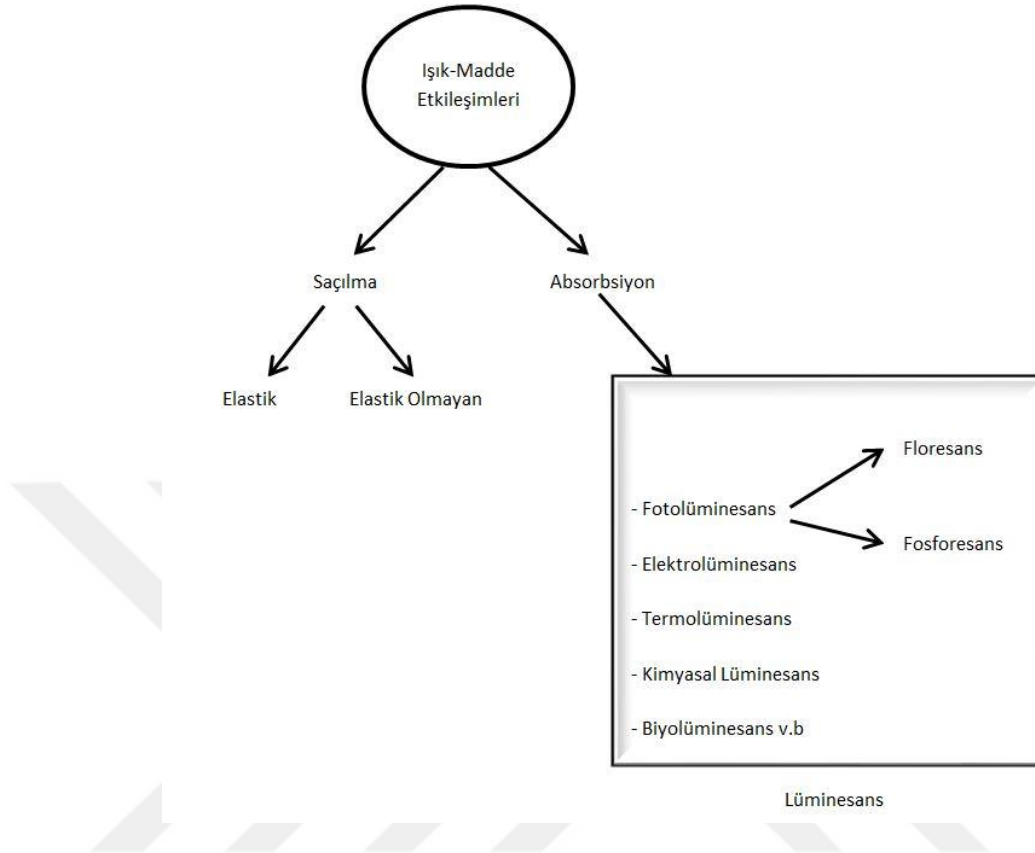 Işık-Madde
Etkileşimleri
Saçılma
Absorbsiyon
Elastik
Elastik Olmayan
Floresans
- Fotolüminesans
Fosforesans
- Elektrolüminesans
- Termolüminesans
- Kimyasal Lüminesans
- Biyolüminesans v.b
Lüminesans